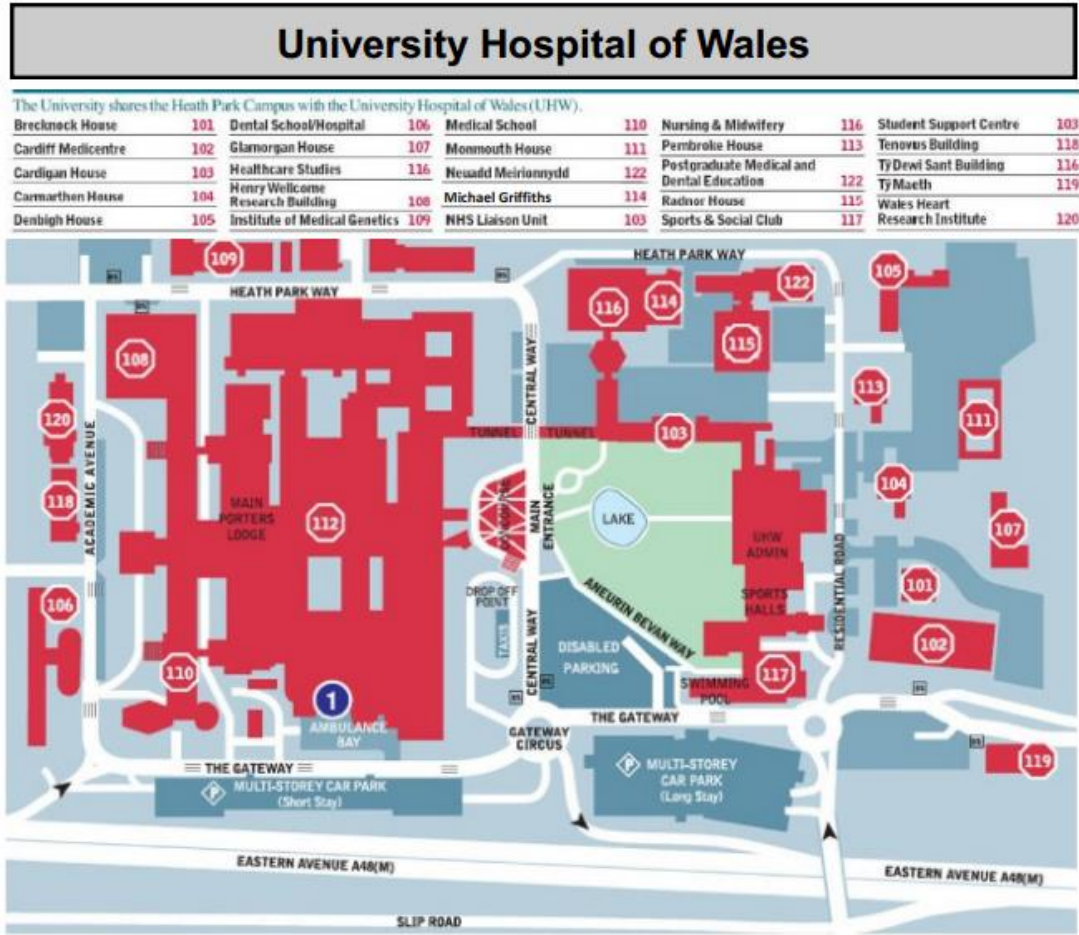 University Hospital of Wales
The University shares the Heath Park Campus with the University Hospital of Wales (UHW).
Brecknock House 101
Cardiff Medicentre 102
Cardigan House 103
Carmarthen House 104
Denbigh House 105
Dental School/Hospital 106
Glamorgan House 107
Healthcare Studies 116
Henry Wellcome
Research Building 108
Institute of Medical Genetics 109
Medical School 110
Monmouth House 111
Neuadd Meirionnydd 122
Michael Griffiths 114
NHS Liaison Unit 103
Nursing & Midwifery 116
Pembroke House 113
Postgraduate Medical and
Dental Education 122
Radnor House 115
Sports & Social Club 117
Student Support Centre 103
Tenovus Building 118
Tŷ Dewi Sant Building 116
Tŷ Maeth 119
Wales Heart
Research Institute 120
109
HEATH PARK WAY
HEATH PARK WAY
122
105
116
114
115
108
CENTRAL WAY
113
120
111
TUNNEL
TUNNEL
103
ACADEMIC AVENUE
118
104
MAIN
PORTERS
LODGE
112
MAIN
ENTRANCE
LAKE
UHW
ADMIN
107
RESIDENTIAL ROAD
101
106
DROP OFF
POINT
TAXIS
ANEURIN BEVAN WAY
SPORTS
HALLS
CENTRAL WAY
DISABLED
PARKING
102
110
117
SWIMMING
POOL
1
AMBULANCE
BAY
THE GATEWAY
GATEWAY
CIRCUS
THE GATEWAY
119
P
MULTI-STOREY CAR PARK
(Short Stay)
P
MULTI-STOREY
CAR PARK
(Long Stay)
EASTERN AVENUE A48(M)
EASTERN AVENUE A48(M)
SLIP ROAD